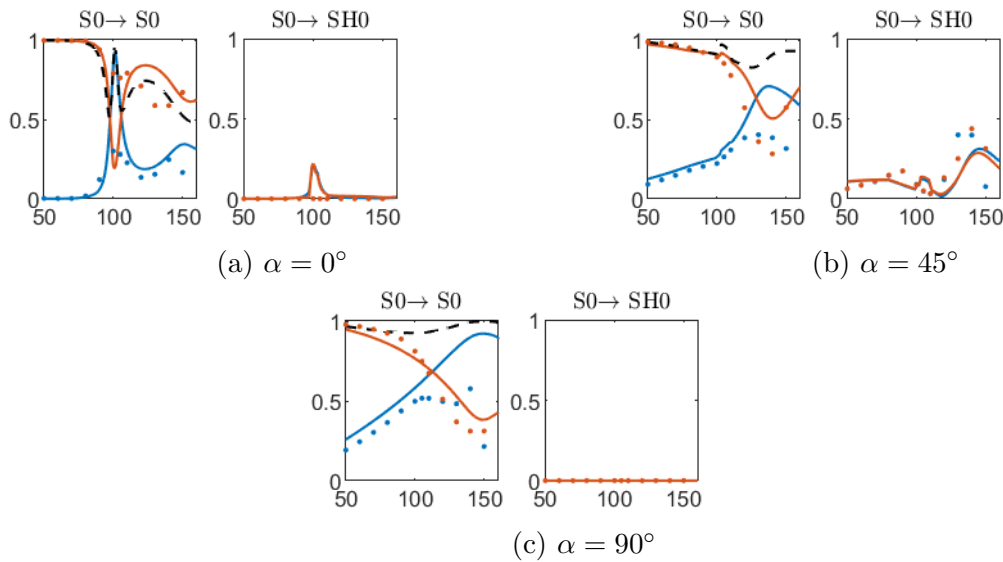 S0→ S0 S0→ SH0 S0→ S0 S0→ SH0
1 1 1 1
0.5 0.5 0.5 0.5
0 0 0 0
50 100 150 50 100 150 50 100 150 50 100 150
(a) α = 0° (b) α = 45°
S0→ S0 S0→ SH0
1 1
0.5 0.5
0 0
50 100 150 50 100 150
(c) α = 90°